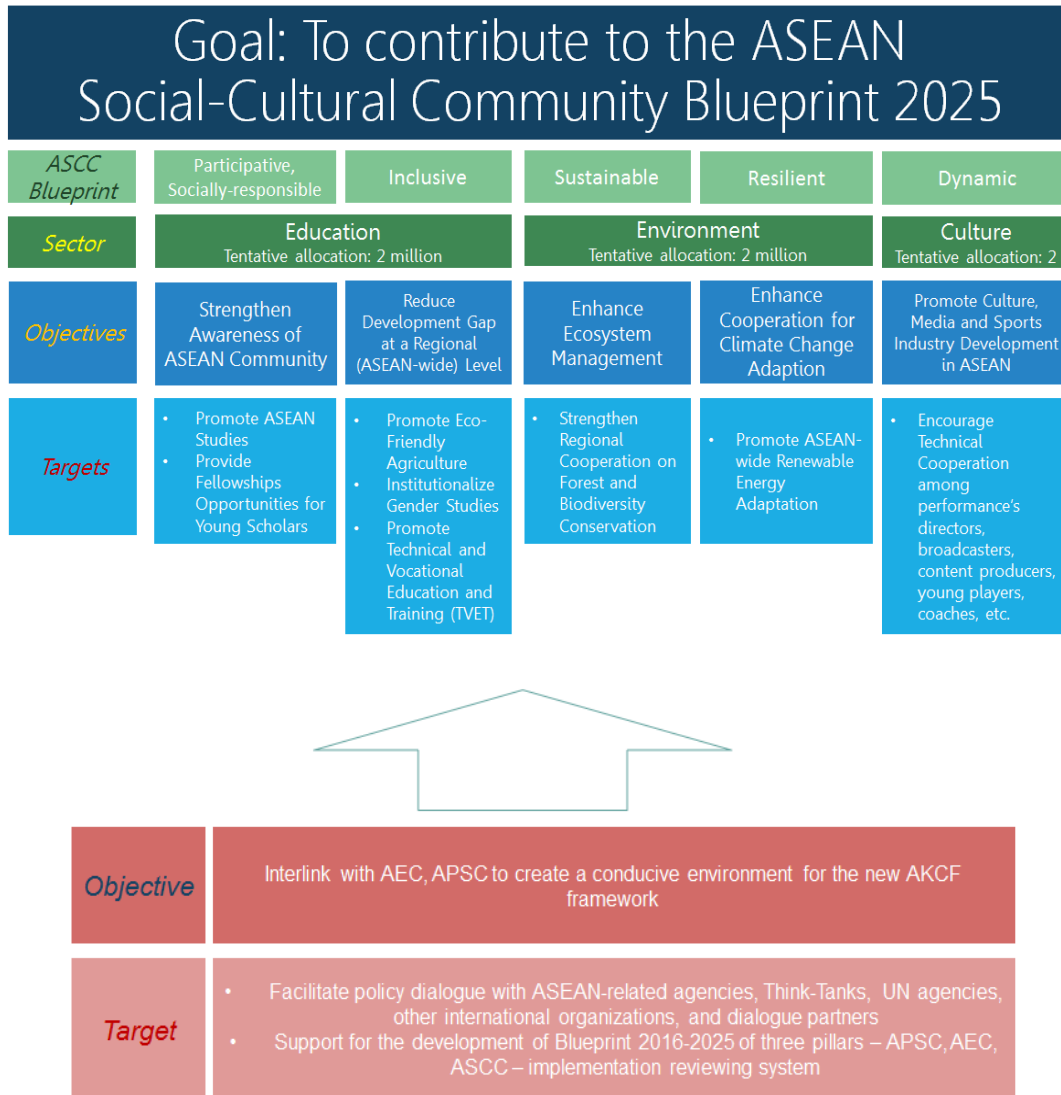 Goal: To contribute to the ASEAN
Social-Cultural Community Blueprint 2025
ASCC
Blueprint
Participative,
Socially-responsible
Inclusive
Sustainable
Resilient
Dynamic
Sector
Education
Tentative allocation: 2 million
Environment
Tentative allocation: 2 million
Culture
Tentative allocation: 2
Objectives
Strengthen
Awareness of
ASEAN Community
Reduce
Development Gap
at a Regional
(ASEAN-wide) Level
Enhance
Ecosystem
Management
Enhance
Cooperation for
Climate Change
Adaption
Promote Culture,
Media and Sports
Industry Development
in ASEAN
Targets
• Promote ASEAN
Studies
• Provide
Fellowships
Opportunities for
Young Scholars
• Promote Eco-
Friendly
Agriculture
• Institutionalize
Gender Studies
• Promote
Technical and
Vocational
Education and
Training (TVET)
• Strengthen
Regional
Cooperation on
Forest and
Biodiversity
Conservation
• Promote ASEAN-
wide Renewable
Energy
Adaptation
• Encourage
Technical
Cooperation
among
performance's
directors,
broadcasters,
content producers,
young players,
coaches, etc.
Objective
Interlink with AEC, APSC to create a conducive environment for the new AKCF
framework
Target
• Facilitate policy dialogue with ASEAN-related agencies, Think-Tanks, UN agencies,
other international organizations, and dialogue partners
• Support for the development of Blueprint 2016-2025 of three pillars – APSC, AEC,
ASCC – implementation reviewing system